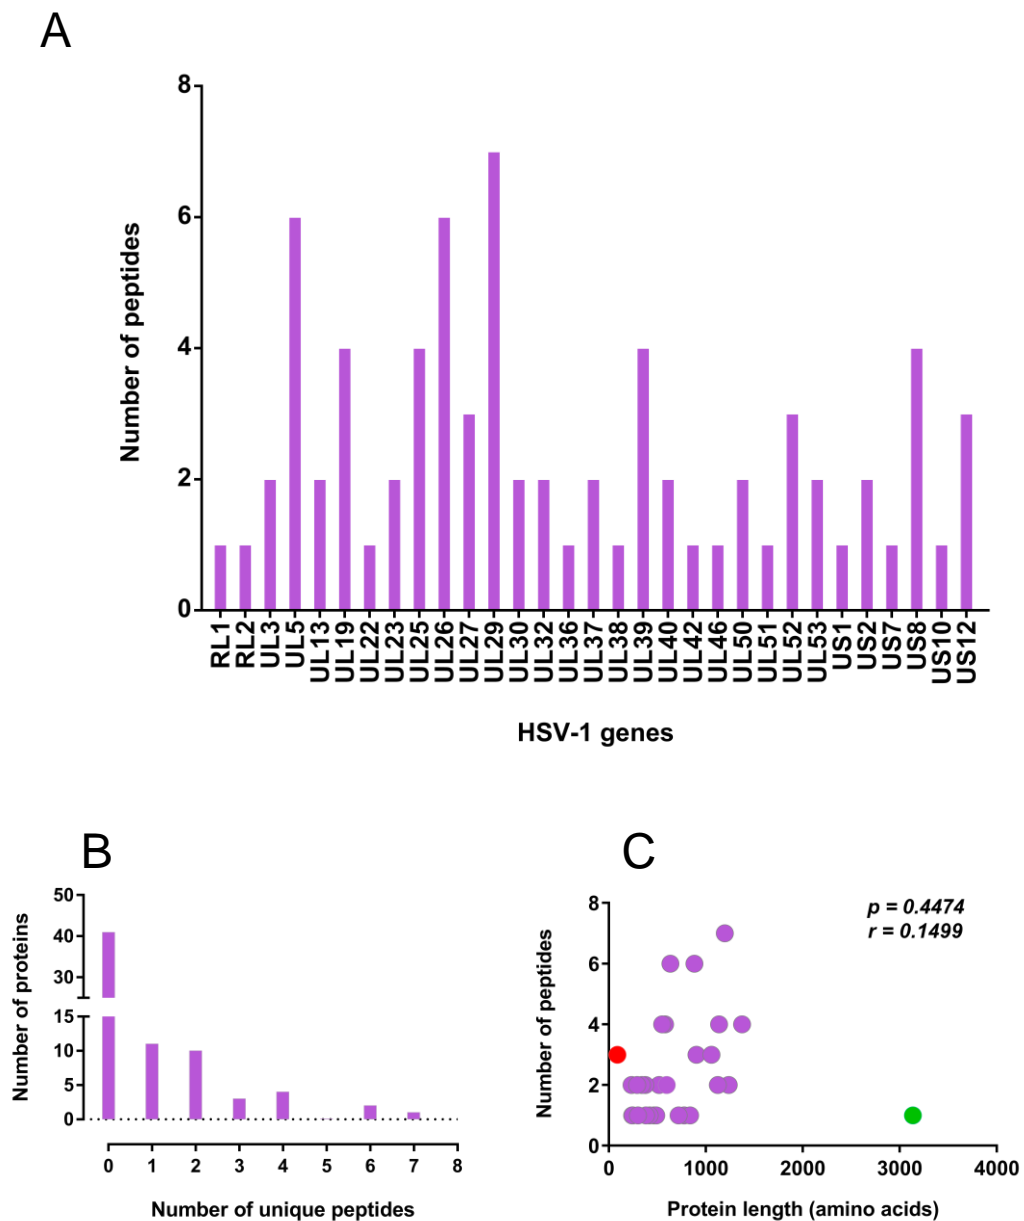 A
8
6
4
2
0
Number of peptides
RL1
RL2
UL3
UL5
UL13
UL19
UL22
UL23
UL25
UL26
UL27
UL29
UL30
UL32
UL36
UL37
UL38
UL39
UL40
UL42
UL46
UL50
UL51
UL52
UL53
US1
US2
US7
US8
US10
US12
HSV-1 genes
B
50
40
30
15
10
5
0
Number of proteins
0 1 2 3 4 5 6 7 8
Number of unique peptides
C
p = 0.4474
r = 0.1499
8
6
4
2
0
Number of peptides
0 1000 2000 3000 4000
Protein length (amino acids)